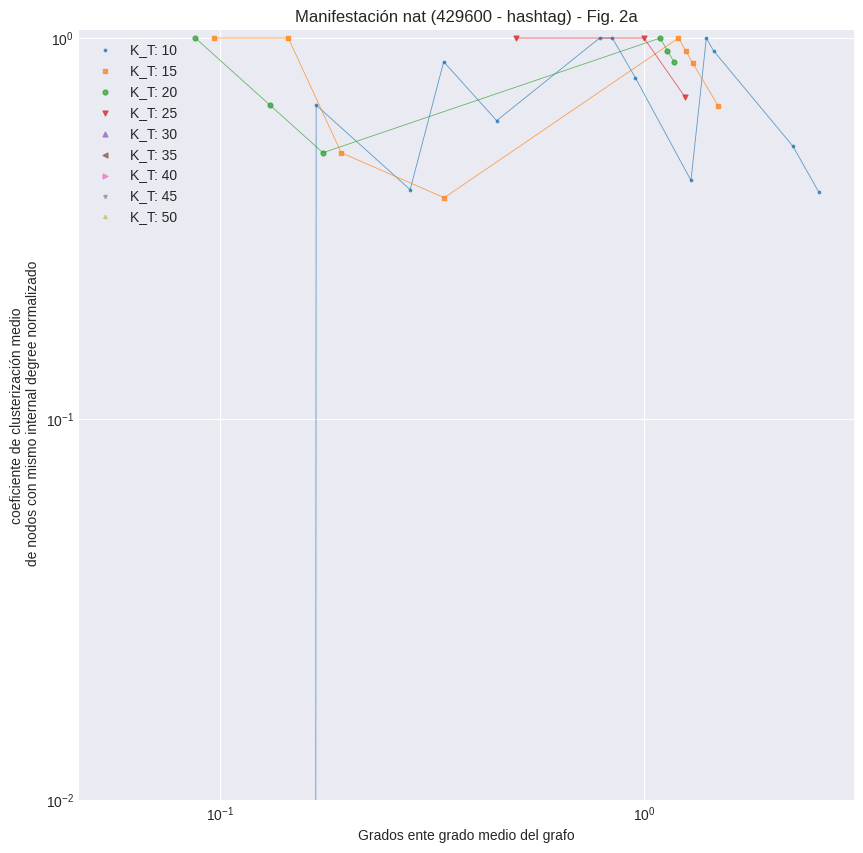 Manifestación nat (429600 - hashtag) - Fig. 2a
10⁰
K_T: 10
K_T: 15
K_T: 20
K_T: 25
K_T: 30
K_T: 35
K_T: 40
K_T: 45
K_T: 50
coeficiente de clusterización medio
de nodos con mismo internal degree normalizado
10⁻¹
10⁻²
10⁻¹
10⁰
Grados ente grado medio del grafo